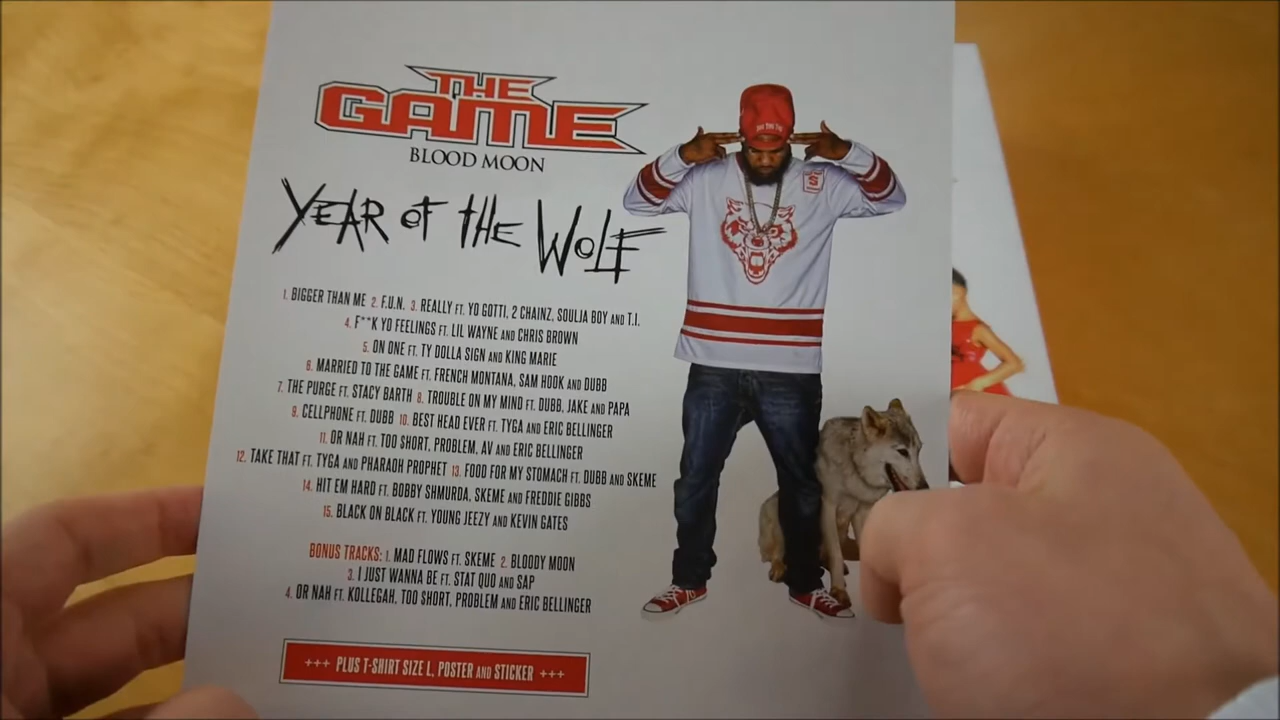 THE
GAME
BLOOD MOON
YEAR OF THE WOLF
1. BIGGER THAN ME 2. F.U.N. 3. REALLY FT. YO GOTTI, 2 CHAINZ, SOULJA BOY AND T.I.
4. F**K YO FEELINGS FT. LIL WAYNE AND CHRIS BROWN
5. ON ONE FT. TY DOLLA SIGN AND KING MARIE
6. MARRIED TO THE GAME FT. FRENCH MONTANA, SAM HOOK AND DUBB
7. THE PURGE FT. STACY BARTH 8. TROUBLE ON MY MIND FT. DUBB, JAKE AND PAPA
9. CELLPHONE FT. DUBB 10. BEST HEAD EVER FT. TYGA AND ERIC BELLINGER
11. OR NAH FT. TOO $HORT, PROBLEM, AV AND ERIC BELLINGER
12. TAKE THAT FT. TYGA AND PHARAOH PROPHET 13. FOOD FOR MY STOMACH FT. DUBB AND SKEME
14. HIT EM HARD FT. BOBBY SHMURDA, SKEME AND FREDDIE GIBBS
15. BLACK ON BLACK FT. YOUNG JEEZY AND KEVIN GATES
BONUS TRACKS: 1. MAD FLOWS FT. SKEME 2. BLOODY MOON
3. I JUST WANNA BE FT. STAT QUO AND SAP
4. OR NAH FT. KOLLEGAH, TOO $HORT, PROBLEM AND ERIC BELLINGER
+++ PLUS T-SHIRT SIZE L, POSTER AND STICKER +++